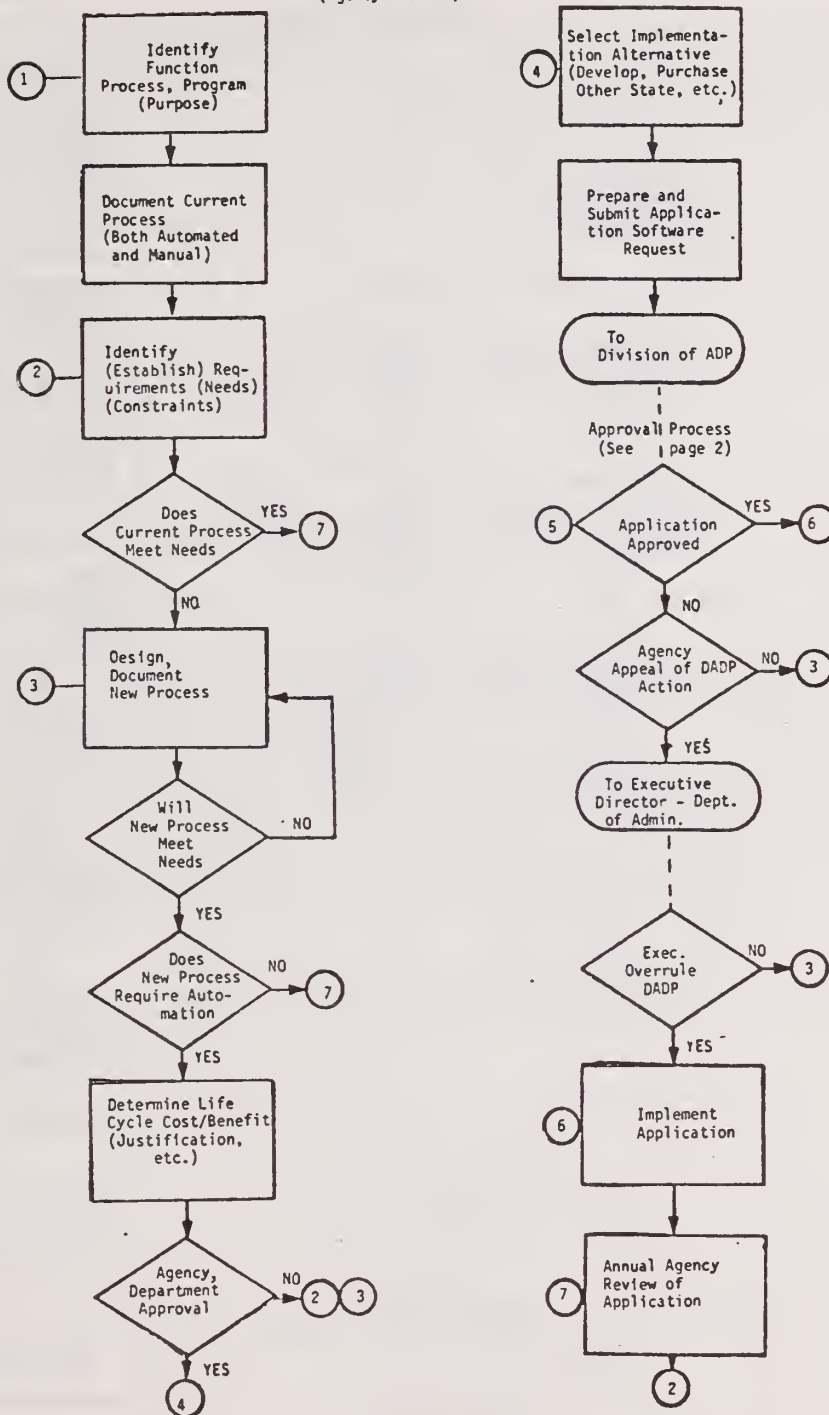 1
Identify
Function
Process, Program
(Purpose)
Document Current
Process
(Both Automated
and Manual)
2
Identify
(Establish) Req-
uirements (Needs)
(Constraints)
Does
Current Process
Meet Needs
YES
7
NO
3
Oesign,
Document
New Process
Will
New Process
Meet
Needs
NO
YES
Does
New Process
Require Auto-
mation
NO
7
YES
Determine Life
Cycle Cost/Benefit
(Justification,
etc.)
Agency,
Department
Approval
NO
2
3
YES
4
4
Select Implementa-
tion Alternative
(Develop, Purchase
Other State, etc.)
Prepare and
Submit Applica-
tion Software
Request
To
Division of ADP
Approval Process
(See page 2)
5
Application
Approved
YES
6
NO
Agency
Appeal of DADP
Action
NO
3
YES
To Executive
Director - Dept.
of Admin.
Exec.
Overrule
DADP
NO
3
YES
6
Implement
Application
7
Annual Agency
Review of
Application
2